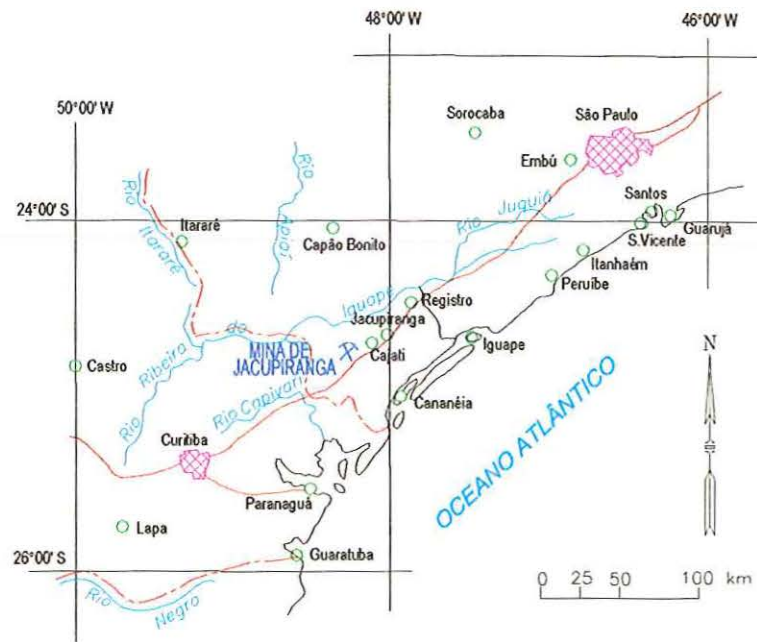 48°00' W
46°00' W
50°00' W
Sorocaba
São Paulo
Embú
Rio Itararé
Rio Apiaí
Rio Juquiá
Santos
24°00' S
Itararé
Capão Bonito
S.Vicente
Guarujá
Itanhaém
Peruíbe
Registro
Rio Ribeira do Iguape
Jacupiranga
MINA DE
JACUPIRANGA
Cajati
Iguape
N
Castro
Rio Capivari
Cananéia
OCEANO ATLÂNTICO
Curitiba
Paranaguá
Lapa
Guaratuba
26°00' S
Rio Negro
0 25 50 100 km